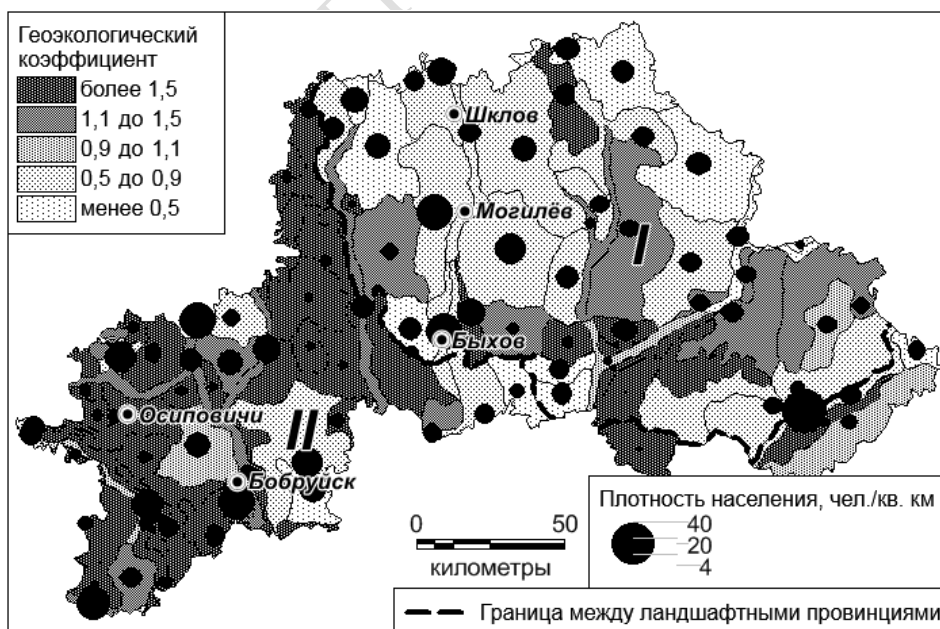 Геоэкологический
коэффициент
более 1,5
1,1 до 1,5
0,9 до 1,1
0,5 до 0,9
менее 0,5
Шклов
Могилёв
I
Быхов
Осиповичи
II
Бобруйск
0 50
километры
Плотность населения, чел./кв. км
40
20
4
Граница между ландшафтными провинциями